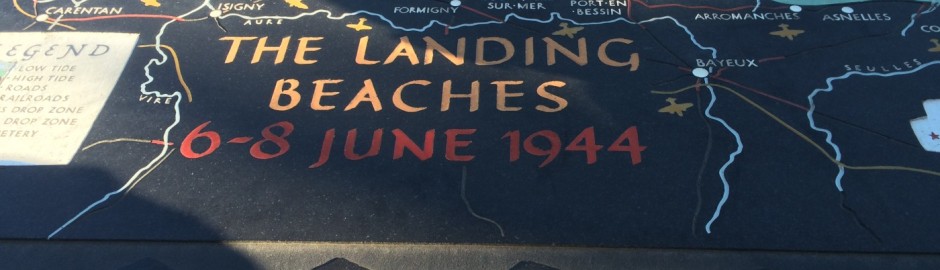 CARENTAN
ISIGNY
FORMIGNY
SUR-MER
PORT-EN-
BESSIN
ARROMANCHES
ASNELLES
AURE
LEGEND
LOW TIDE
HIGH TIDE
ROADS
RAILROADS
DROP ZONE
DROP ZONE
VIRE
THE LANDING
BEACHES
6-8 JUNE 1944
BAYEUX
SEULLES